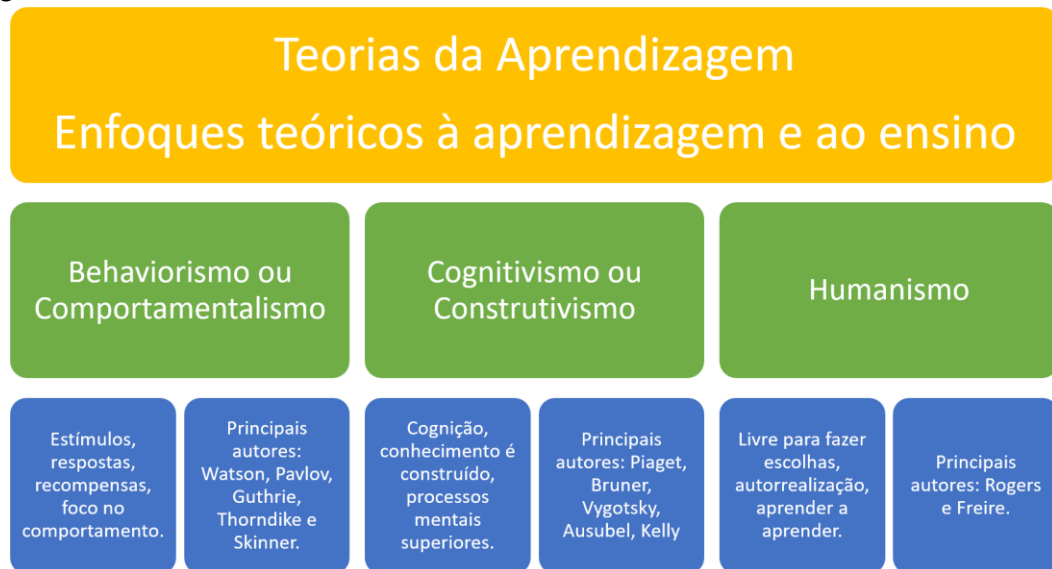 Teorias da Aprendizagem
Enfoques teóricos à aprendizagem e ao ensino
Behaviorismo ou
Comportamentalismo
Cognitivismo ou
Construtivismo
Humanismo
Estímulos,
respostas,
recompensas,
foco no
comportamento.
Principais
autores:
Watson, Pavlov,
Guthrie,
Thorndike e
Skinner.
Cognição,
conhecimento é
construído,
processos
mentais
superiores.
Principais
autores: Piaget,
Bruner,
Vygotsky,
Ausubel, Kelly
Livre para fazer
escolhas,
autorrealização,
aprender a
aprender.
Principais
autores: Rogers
e Freire.